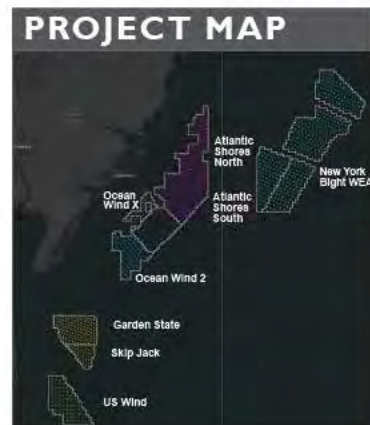 PROJECT MAP
Atlantic
Shores
North
New York
Bight WEA
Ocean
Wind X
Atlantic
Shores
South
Ocean Wind 2
Garden State
Skip Jack
US Wind